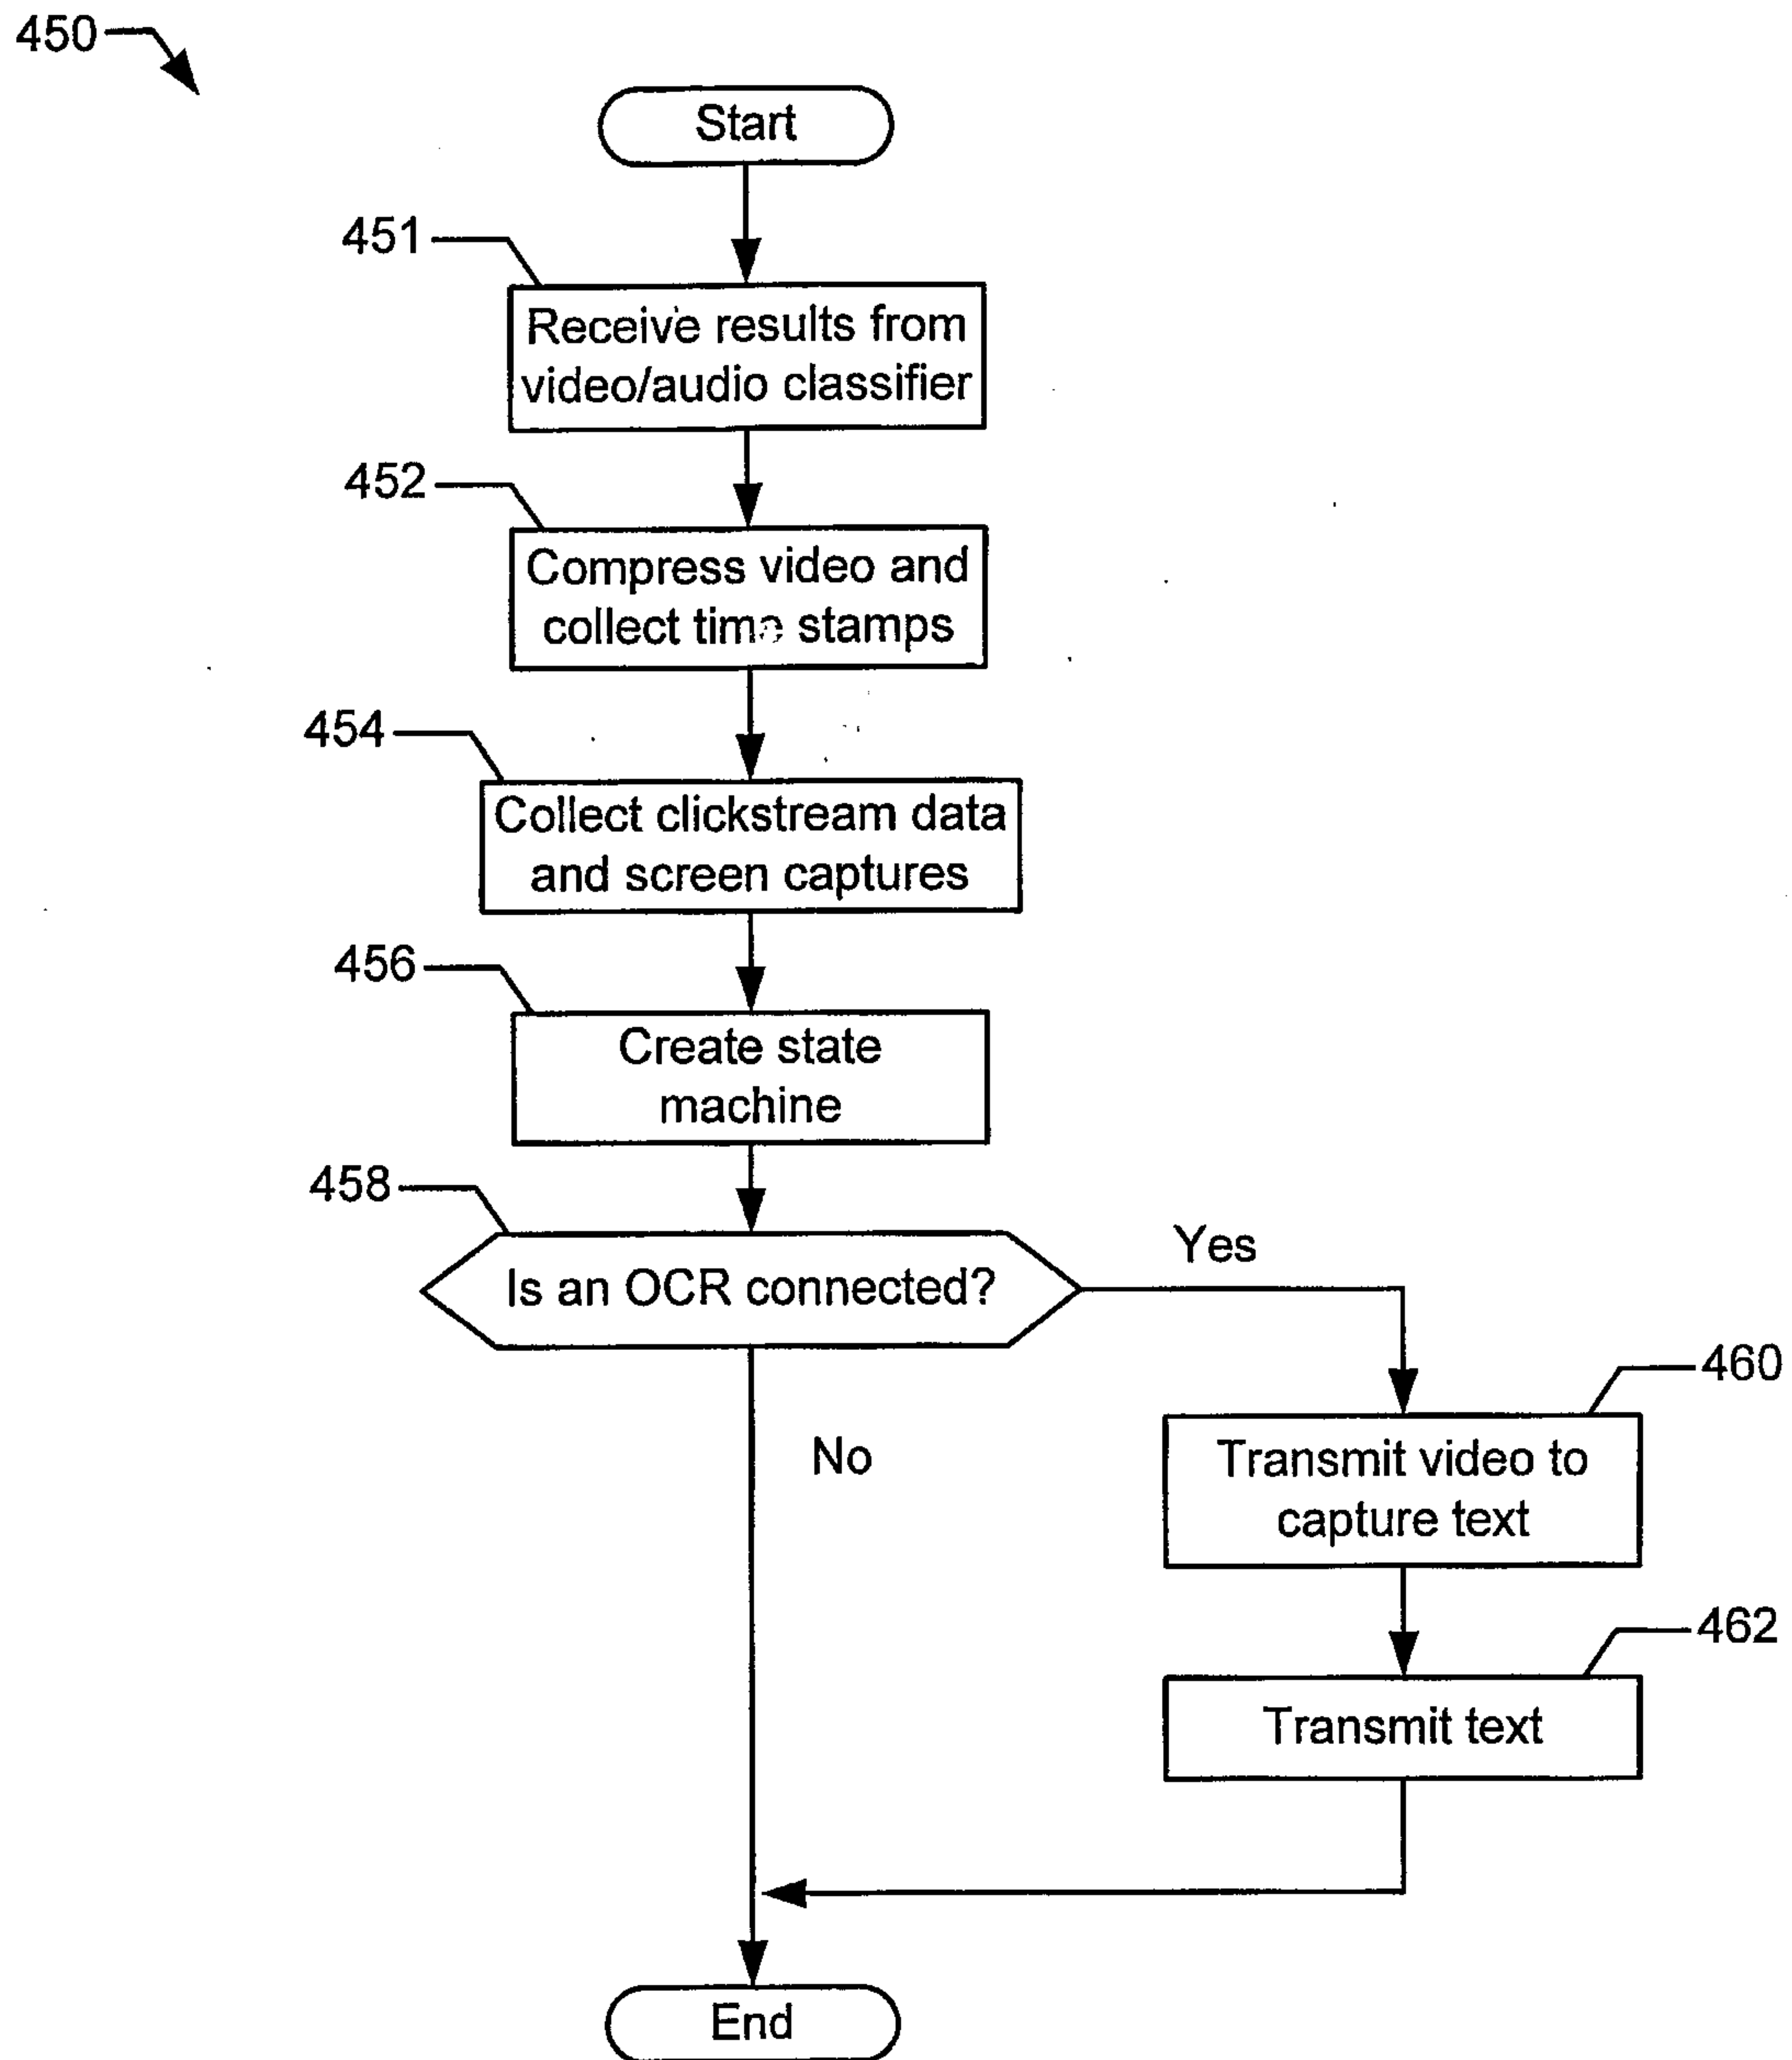 450
Start
451
Receive results from
video/audio classifier
452
Compress video and
collect time stamps
454
Collect clickstream data
and screen captures
456
Create state
machine
458
Is an OCR connected?
Yes
No
460
Transmit video to
capture text
462
Transmit text
End